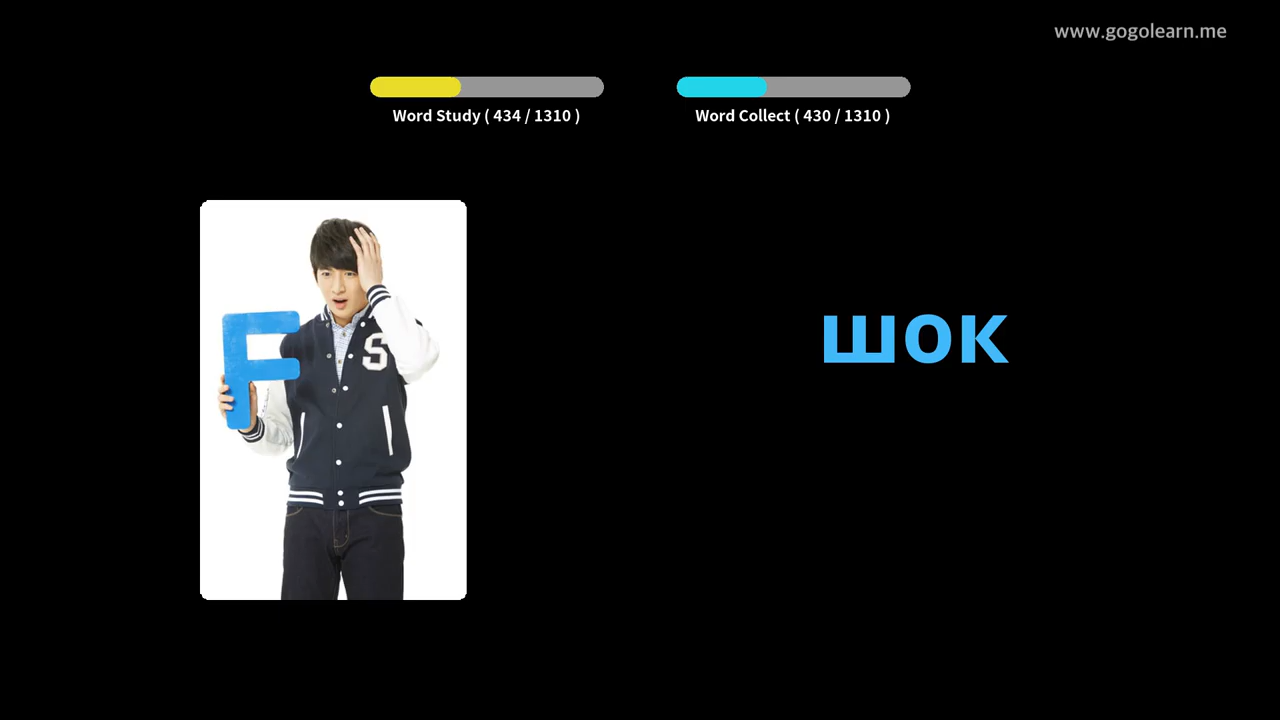 www.gogolearn.me
Word Study ( 434 / 1310 )
Word Collect ( 430 / 1310 )
F
S
шок